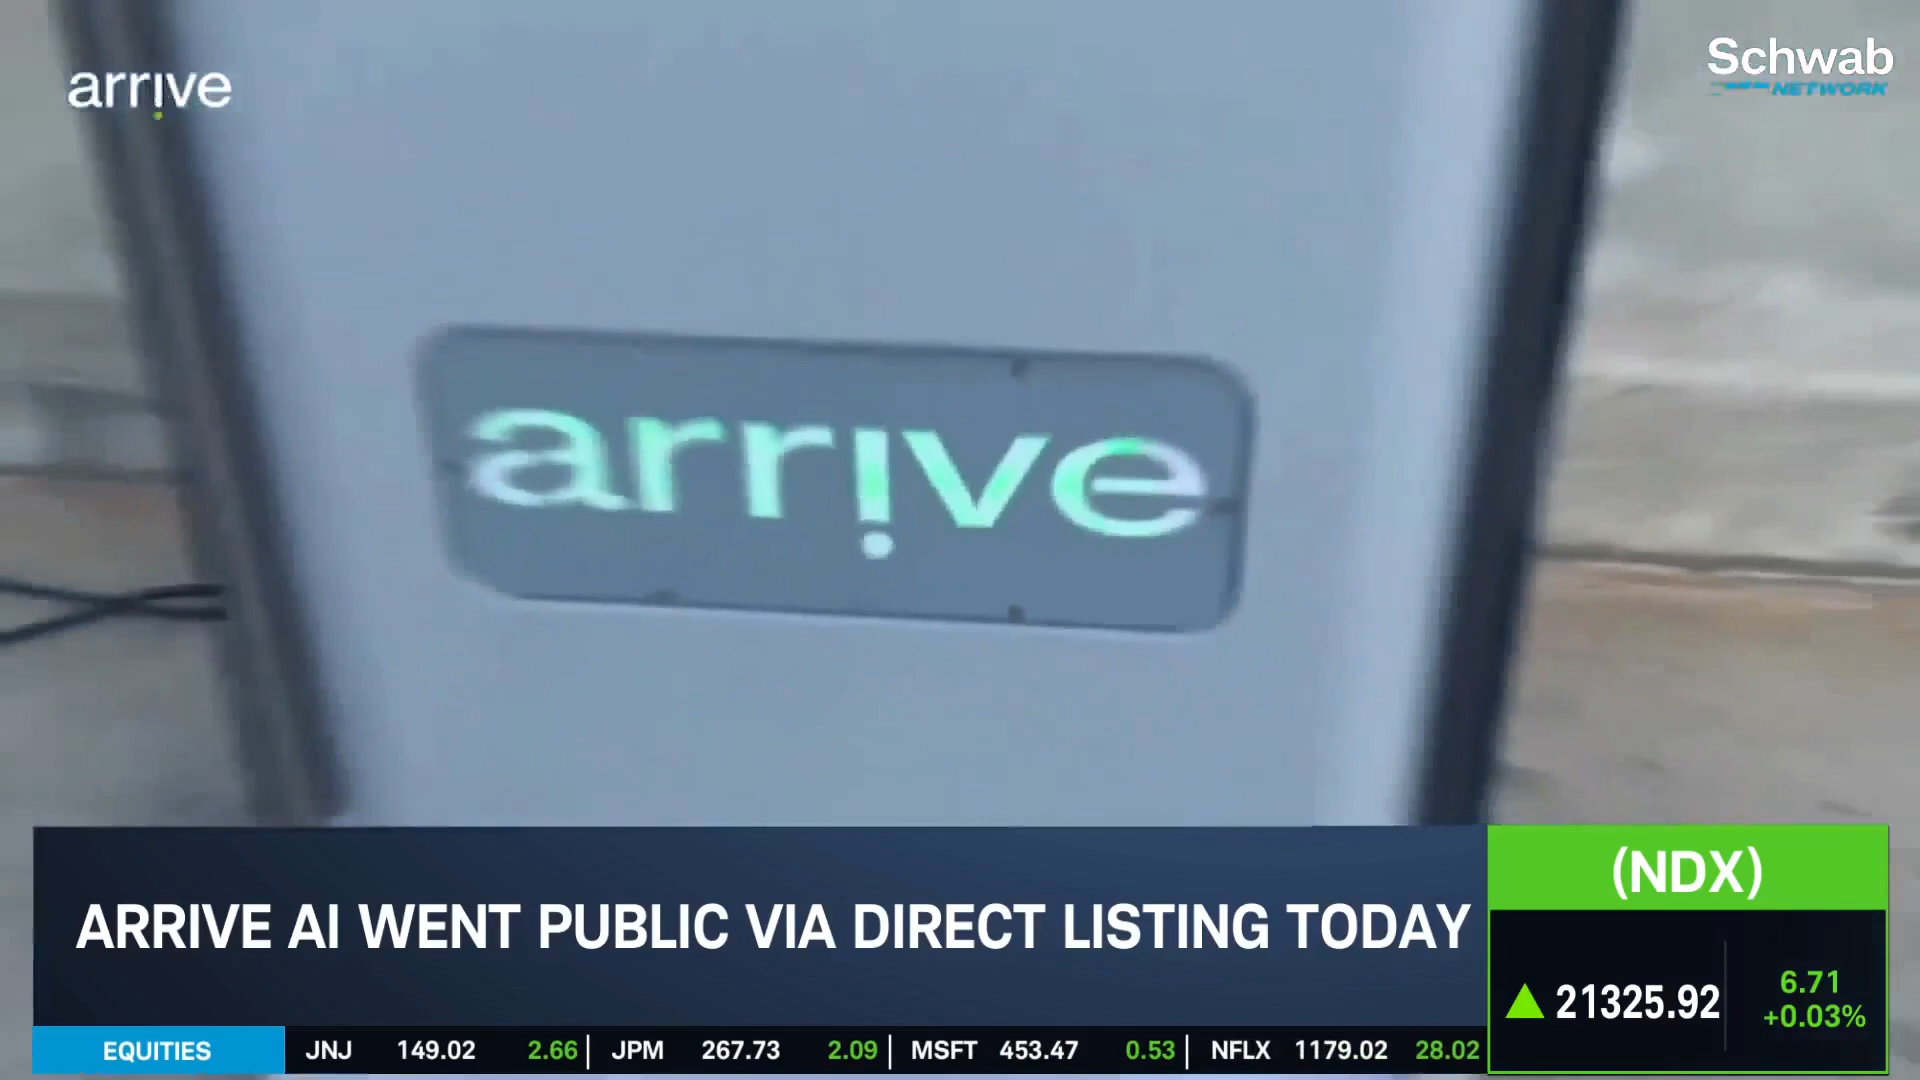 arrive
Schwab
NETWORK
arrive
ARRIVE AI WENT PUBLIC VIA DIRECT LISTING TODAY
(NDX)
21325.92
6.71
+0.03%
EQUITIES JNJ 149.02 2.66 JPM 267.73 2.09 MSFT 453.47 0.53 NFLX 1179.02 28.02